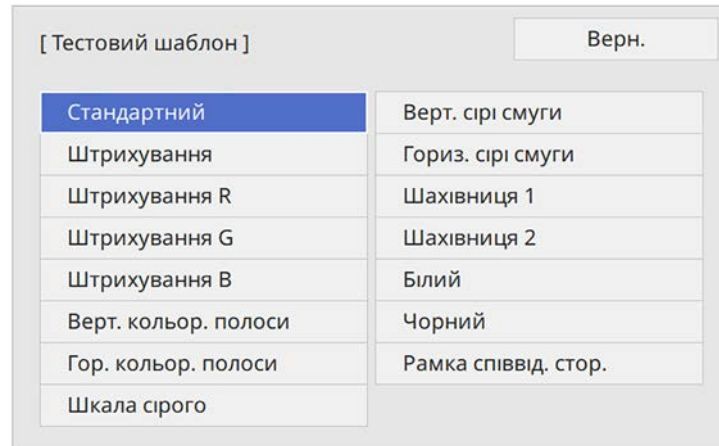 [ Тестовий шаблон ]
Верн.
Стандартний
Штрихування
Штрихування R
Штрихування G
Штрихування B
Верт. кольор. полоси
Гор. кольор. полоси
Шкала сірого
Верт. сірі смуги
Гориз. сірі смуги
Шахівниця 1
Шахівниця 2
Білий
Чорний
Рамка співвід. стор.